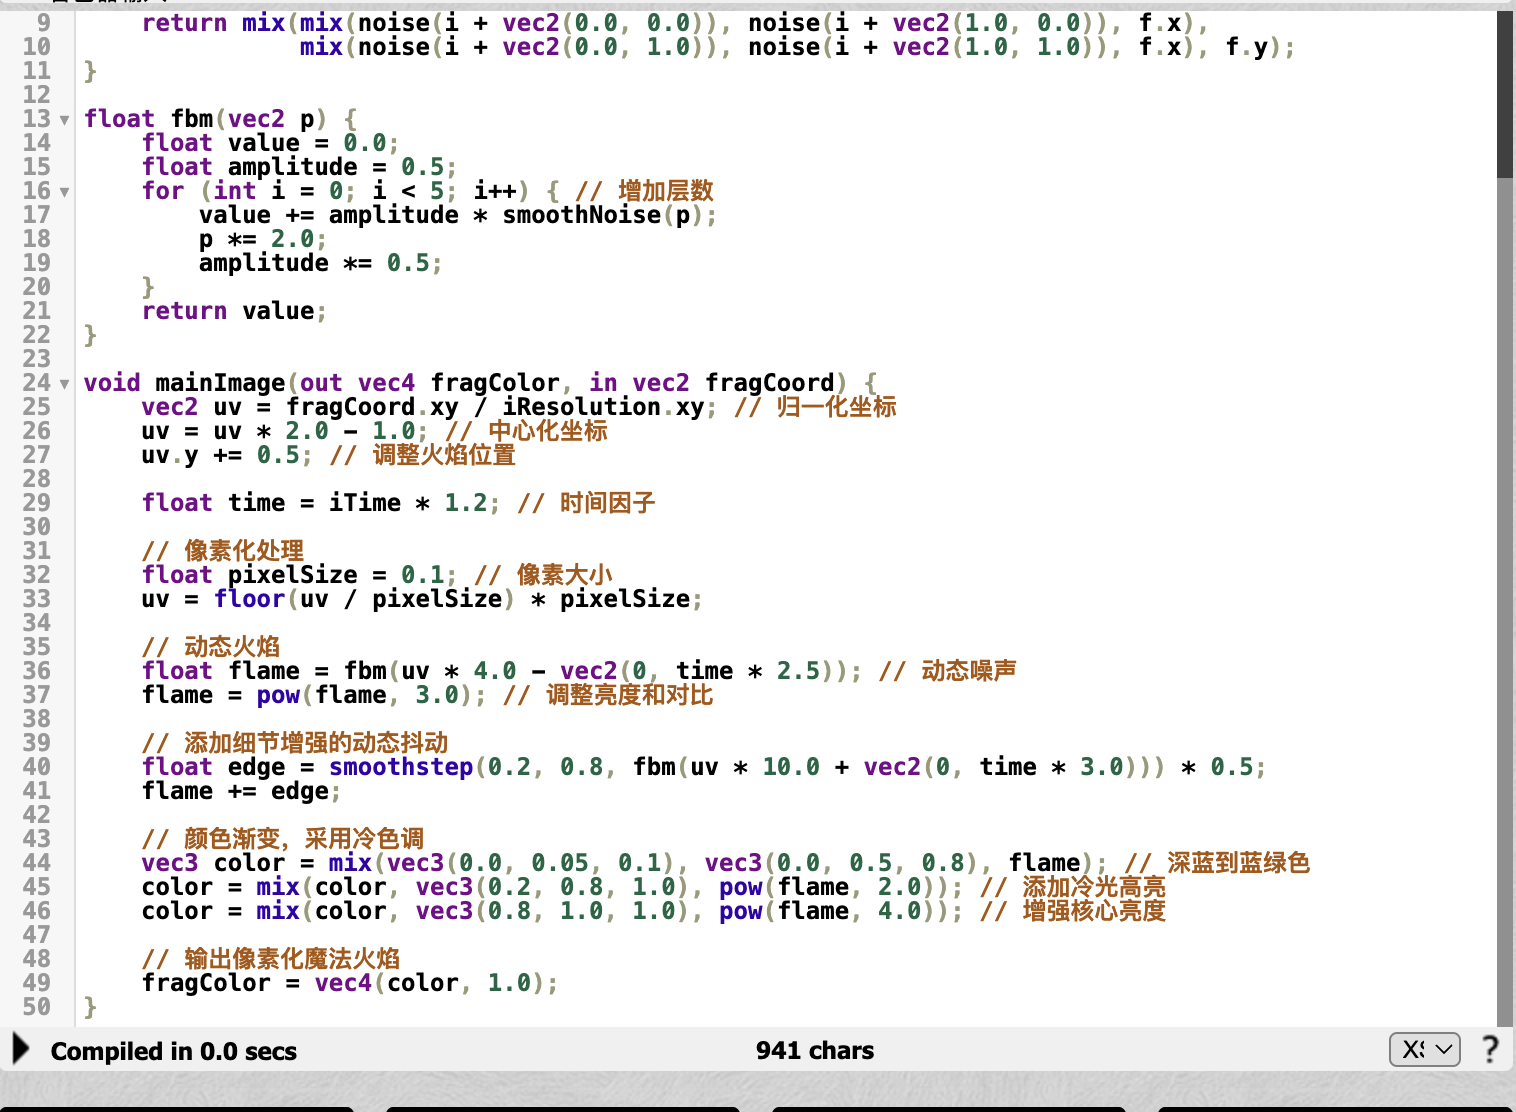 9 return mix(mix(noise(i + vec2(0.0, 0.0)), noise(i + vec2(1.0, 0.0)), f.x),
10 mix(noise(i + vec2(0.0, 1.0)), noise(i + vec2(1.0, 1.0)), f.x), f.y);
11 }
12
13 float fbm(vec2 p) {
14 float value = 0.0;
15 float amplitude = 0.5;
16 for (int i = 0; i < 5; i++) { // 增加层数
17 value += amplitude * smoothNoise(p);
18 p *= 2.0;
19 amplitude *= 0.5;
20 }
21 return value;
22 }
23
24 void mainImage(out vec4 fragColor, in vec2 fragCoord) {
25 vec2 uv = fragCoord.xy / iResolution.xy; // 归一化坐标
26 uv = uv * 2.0 - 1.0; // 中心化坐标
27 uv.y += 0.5; // 调整火焰位置
28
29 float time = iTime * 1.2; // 时间因子
30
31 // 像素化处理
32 float pixelSize = 0.1; // 像素大小
33 uv = floor(uv / pixelSize) * pixelSize;
34
35 // 动态火焰
36 float flame = fbm(uv * 4.0 - vec2(0, time * 2.5)); // 动态噪声
37 flame = pow(flame, 3.0); // 调整亮度和对比
38
39 // 添加细节增强的动态抖动
40 float edge = smoothstep(0.2, 0.8, fbm(uv * 10.0 + vec2(0, time * 3.0))) * 0.5;
41 flame += edge;
42
43 // 颜色渐变，采用冷色调
44 vec3 color = mix(vec3(0.0, 0.05, 0.1), vec3(0.0, 0.5, 0.8), flame); // 深蓝到蓝绿色
45 color = mix(color, vec3(0.2, 0.8, 1.0), pow(flame, 2.0)); // 添加冷光高亮
46 color = mix(color, vec3(0.8, 1.0, 1.0), pow(flame, 4.0)); // 增强核心亮度
47
48 // 输出像素化魔法火焰
49 fragColor = vec4(color, 1.0);
50 }
Compiled in 0.0 secs 941 chars ?